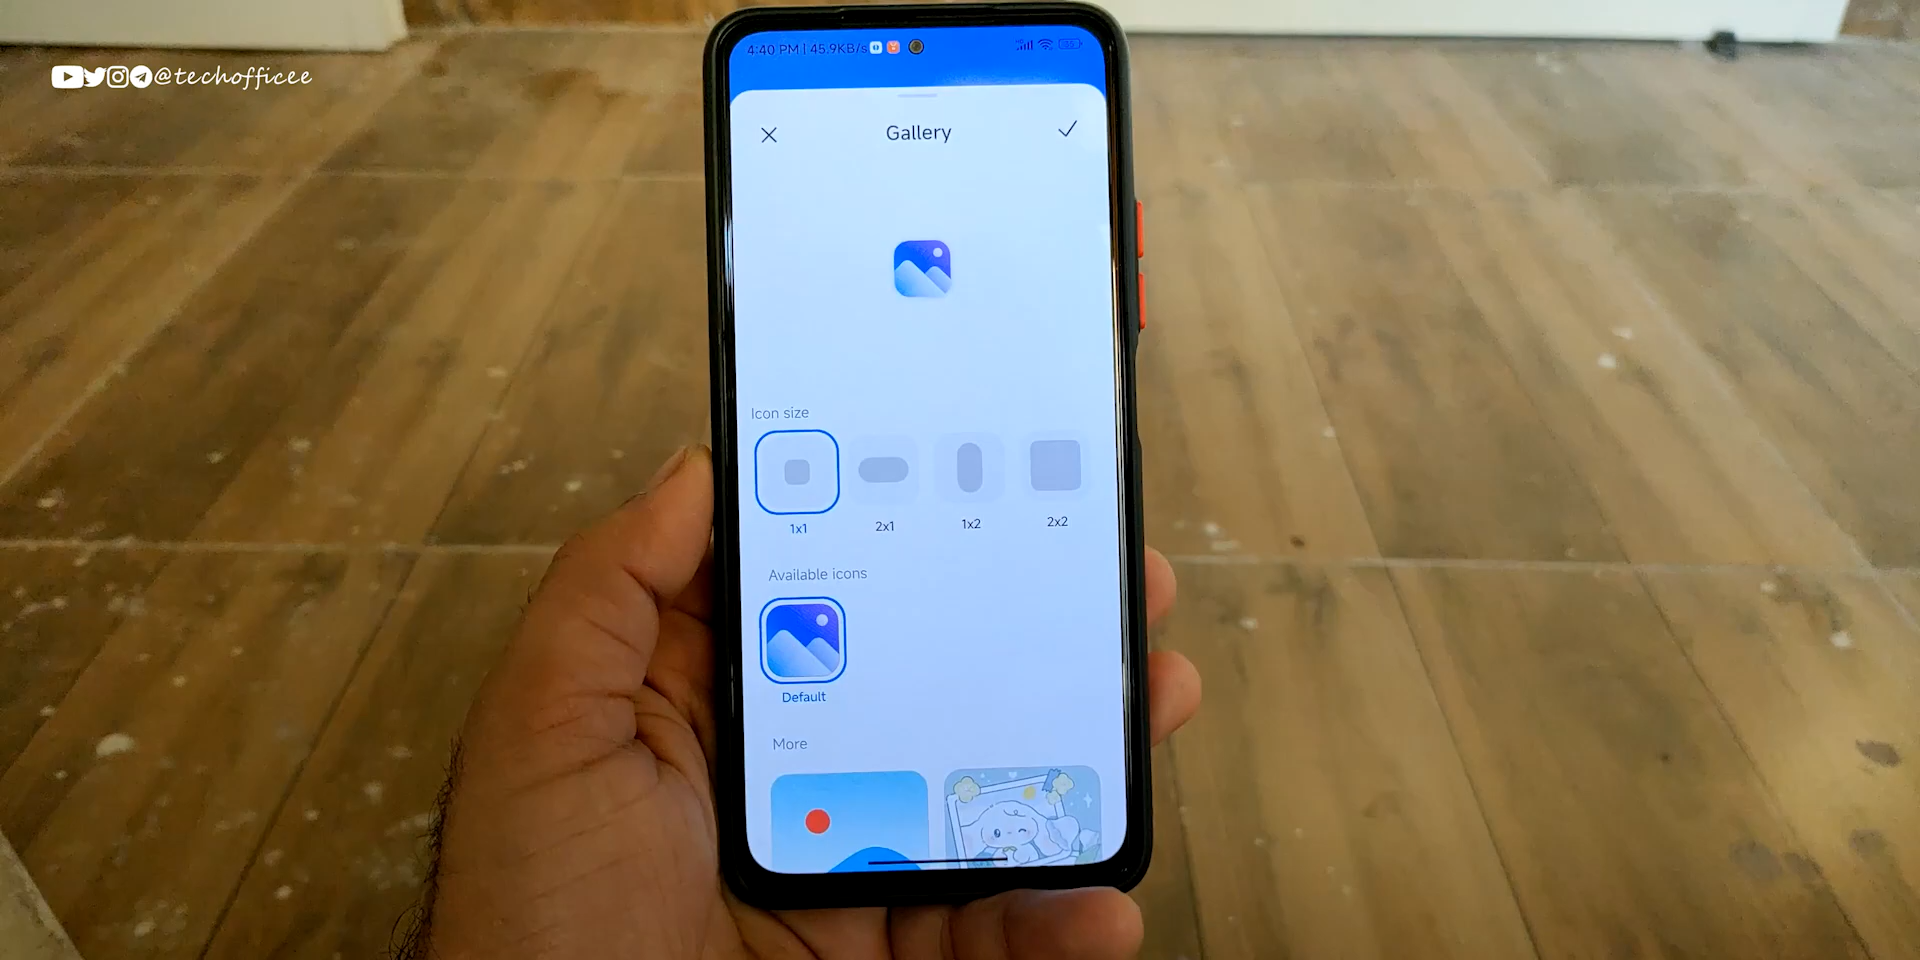 @techofficee
4:40 PM | 45.9KB/s
Gallery
Icon size
1x1
2x1
1x2
2x2
Available icons
Default
More